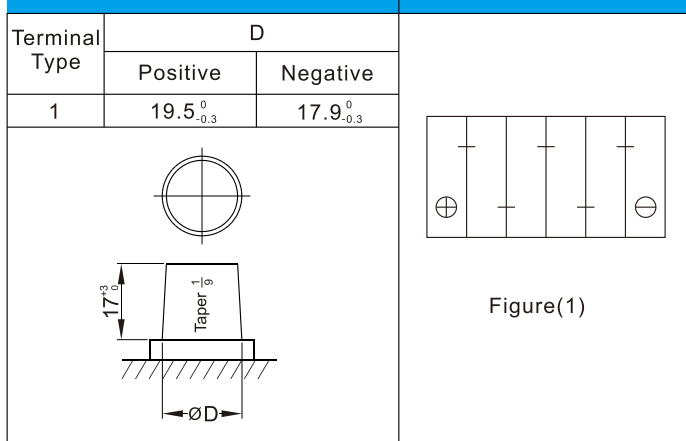 Terminal Type
D
Positive
Negative
1
19.5 0 -0.3
17.9 0 -0.3
17 +3 0
Taper 1/9
ØD
Figure(1)